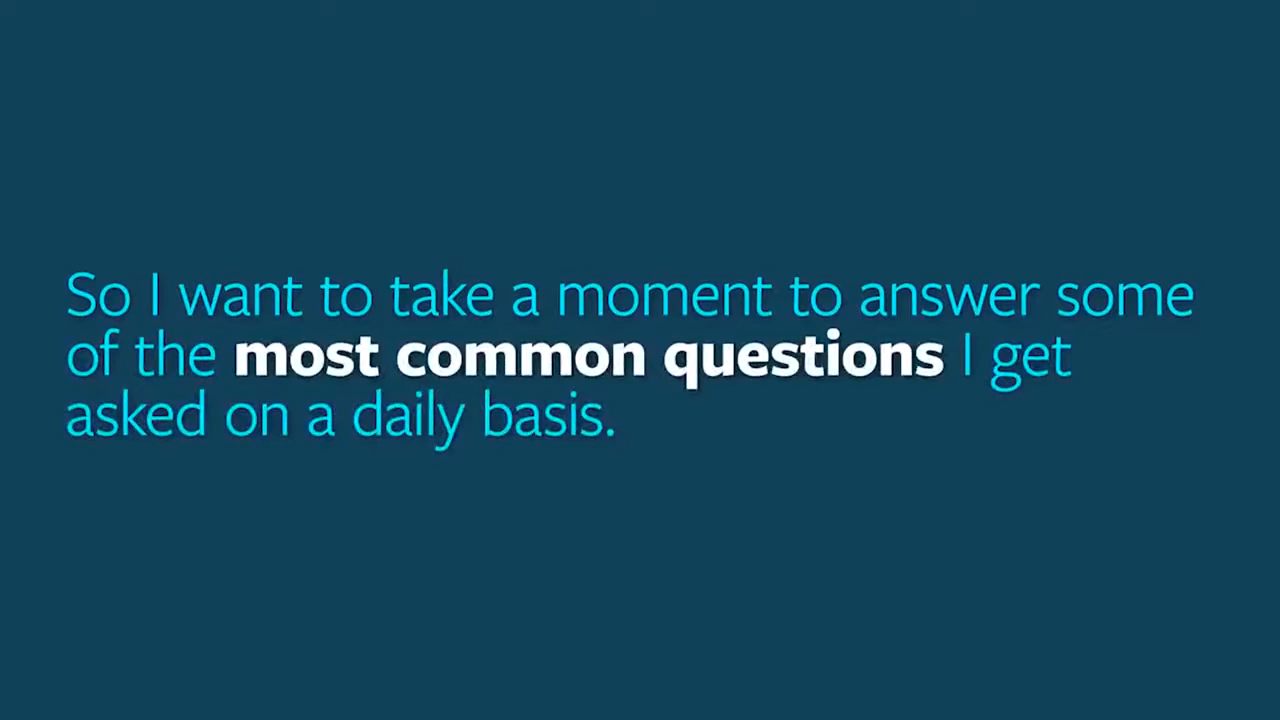 So I want to take a moment to answer some
of the most common questions I get
asked on a daily basis.